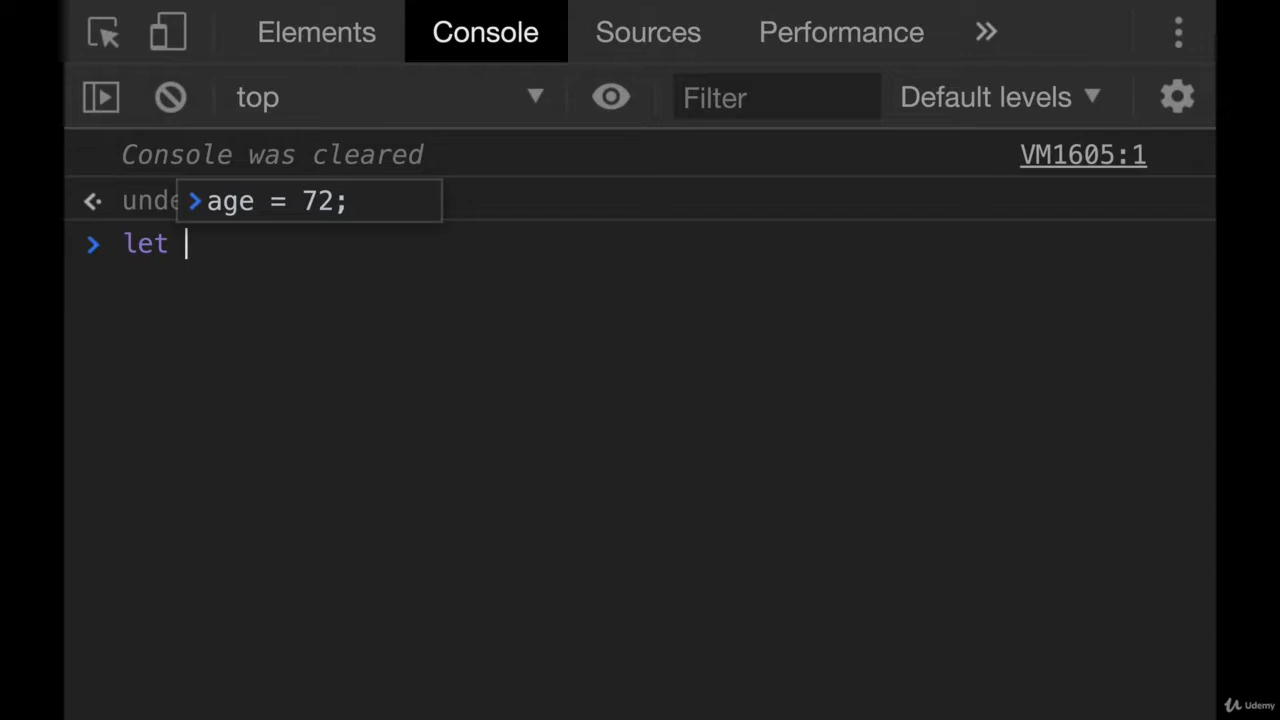 Elements Console Sources Performance »
top Filter Default levels
Console was cleared VM1605:1
unde > age = 72;
> let
Udemy